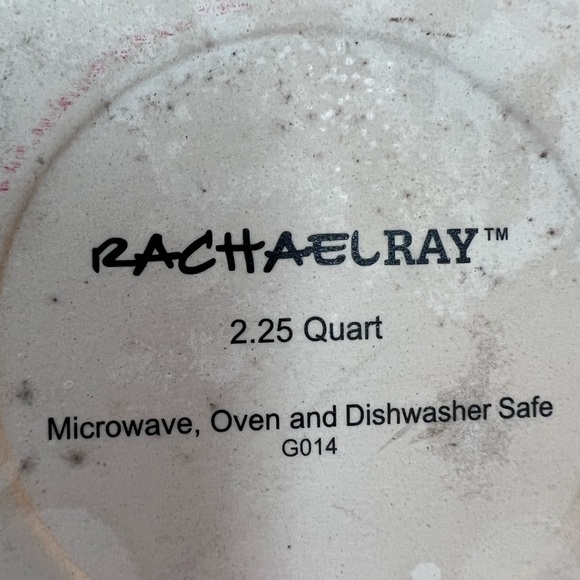 RACHAELRAY™
2.25 Quart
Microwave, Oven and Dishwasher Safe
G014